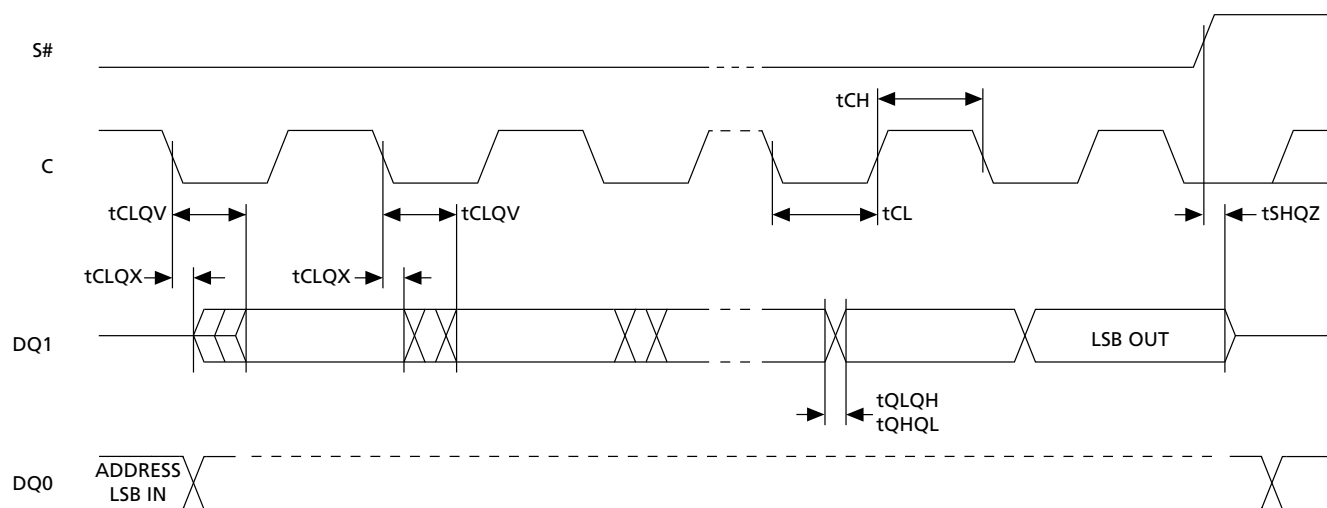 S#
tCH
C
tCLQV
tCLQV
tCL
tSHQZ
tCLQX
tCLQX
DQ1
LSB OUT
tQLQH
tQHQL
ADDRESS
LSB IN
DQ0